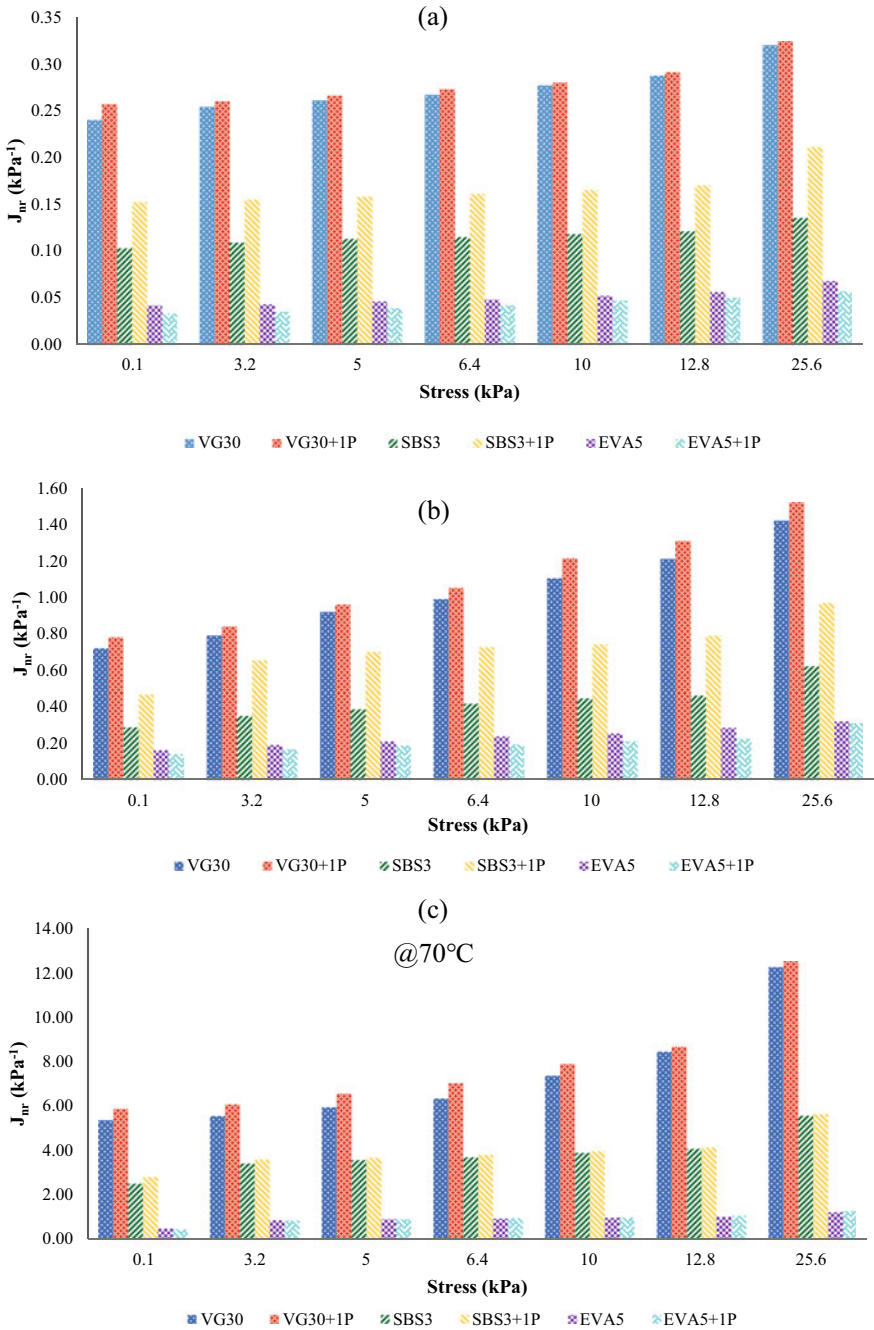 (a)
0.35
0.30
0.25
0.20
0.15
0.10
0.05
0.00
Jnr (kPa-1)
0.1 3.2 5 6.4 10 12.8 25.6
Stress (kPa)
VG30 VG30+1P SBS3 SBS3+1P EVA5 EVA5+1P
(b)
1.60
1.40
1.20
1.00
0.80
0.60
0.40
0.20
0.00
Jnr (kPa-1)
0.1 3.2 5 6.4 10 12.8 25.6
Stress (kPa)
VG30 VG30+1P SBS3 SBS3+1P EVA5 EVA5+1P
(c)
@70°C
14.00
12.00
10.00
8.00
6.00
4.00
2.00
0.00
Jnr (kPa-1)
0.1 3.2 5 6.4 10 12.8 25.6
Stress (kPa)
VG30 VG30+1P SBS3 SBS3+1P EVA5 EVA5+1P